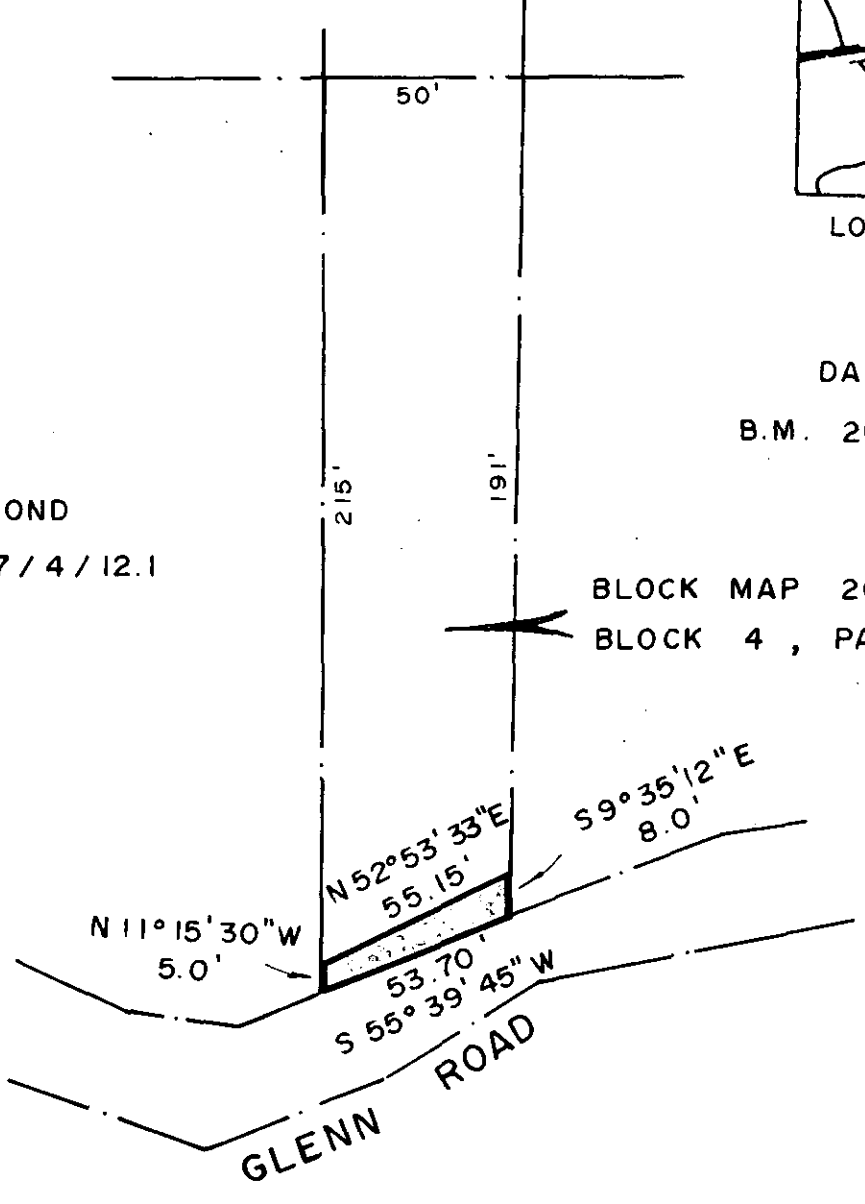 50'
LO
DA
B.M. 2
215'
191'
OND
7 / 4 / 12.1
BLOCK MAP 2
BLOCK 4 , PA
N 52° 53' 33" E
55.15'
S 9° 35' 12" E
8.0'
N 11° 15' 30" W
5.0'
53.70'
S 55° 39' 45" W
GLENN ROAD